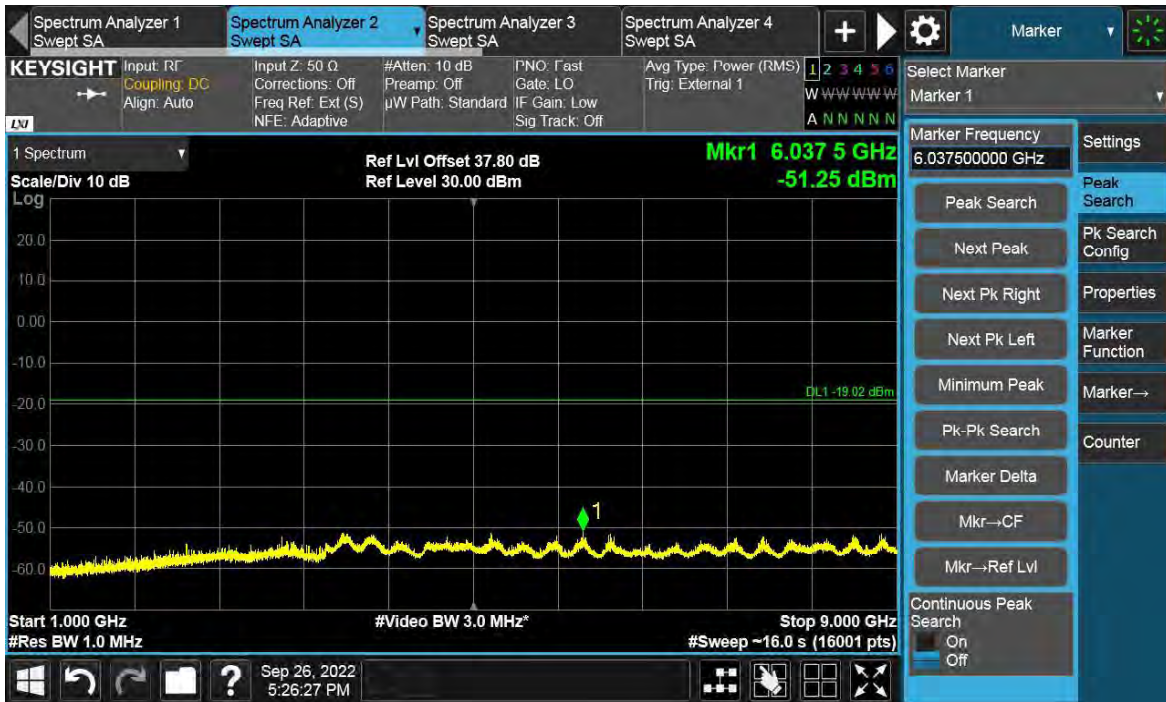 Spectrum Analyzer 1
Swept SA
Spectrum Analyzer 2
Swept SA
Spectrum Analyzer 3
Swept SA
Spectrum Analyzer 4
Swept SA
+
Marker
KEYSIGHT
LXI
Input: RF
Coupling: DC
Align: Auto
Input Z: 50 Ω
Corrections: Off
Freq Ref: Ext (S)
NFE: Adaptive
#Atten: 10 dB
Preamp: Off
µW Path: Standard
PNO: Fast
Gate: LO
IF Gain: Low
Sig Track: Off
Avg Type: Power (RMS)
Trig: External 1
1 2 3 4 5 6
W W W W W W
A N N N N N
Select Marker
Marker 1
1 Spectrum
Scale/Div 10 dB
Log
Ref Lvl Offset 37.80 dB
Ref Level 30.00 dBm
Mkr1 6.037 5 GHz
-51.25 dBm
20.0
10.0
0.00
-10.0
-20.0
-30.0
-40.0
-50.0
-60.0
DL1 -19.02 dBm
1
Start 1.000 GHz
#Res BW 1.0 MHz
#Video BW 3.0 MHz*
Stop 9.000 GHz
#Sweep ~16.0 s (16001 pts)
Marker Frequency
6.037500000 GHz
Peak Search
Next Peak
Next Pk Right
Next Pk Left
Minimum Peak
Pk-Pk Search
Marker Delta
Mkr→CF
Mkr→Ref Lvl
Continuous Peak
Search
On
Off
Settings
Peak
Search
Pk Search
Config
Properties
Marker
Function
Marker→
Counter
?
Sep 26, 2022
5:26:27 PM